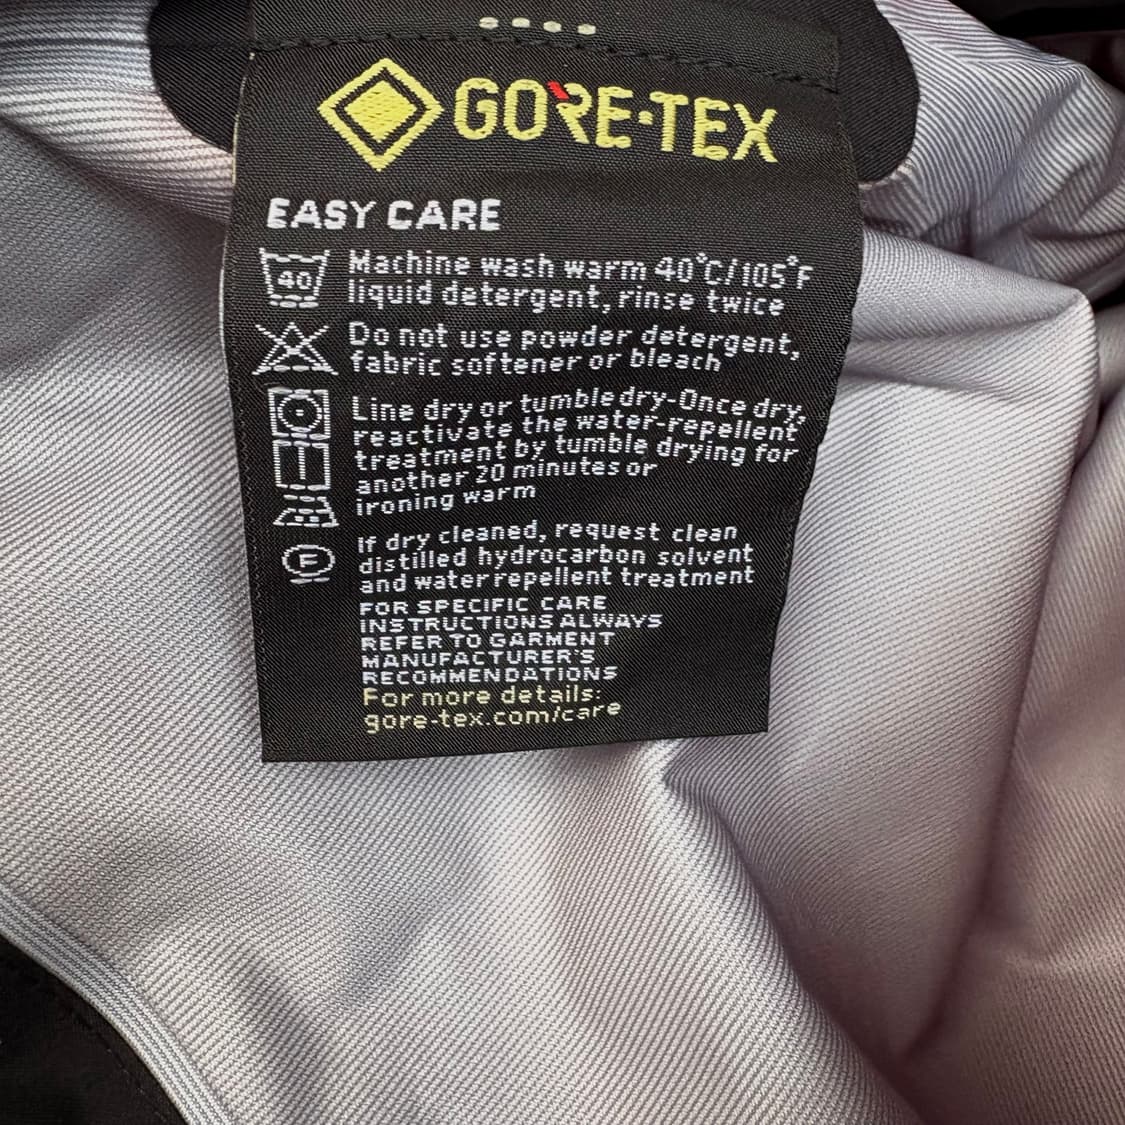 GORE-TEX
EASY CARE
40
Machine wash warm 40°C/105°F
liquid detergent, rinse twice
Do not use powder detergent,
fabric softener or bleach
Line dry or tumble dry-Once dry,
reactivate the water-repellent
treatment by tumble drying for
another 20 minutes or
ironing warm
F
If dry cleaned, request clean
distilled hydrocarbon solvent
and water repellent treatment
FOR SPECIFIC CARE
INSTRUCTIONS ALWAYS
REFER TO GARMENT
MANUFACTURER'S
RECOMMENDATIONS
For more details:
gore-tex.com/care